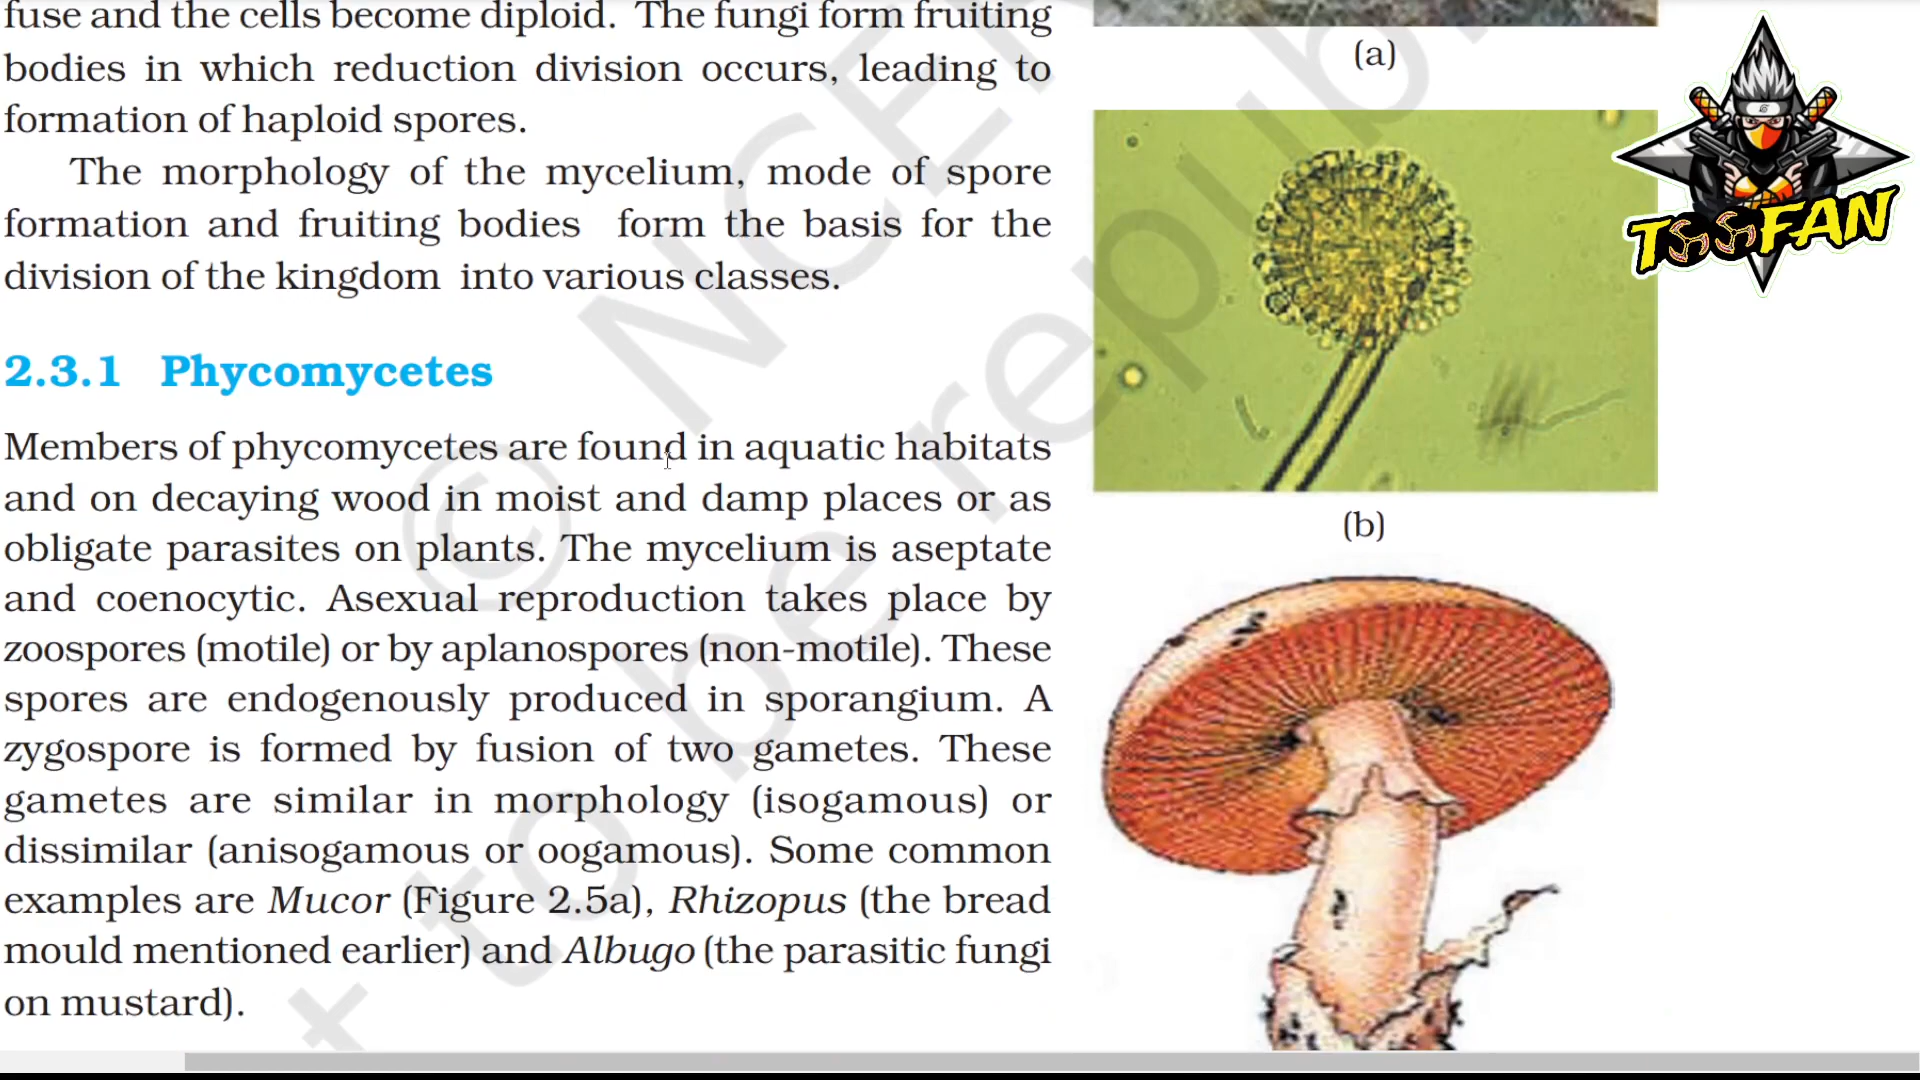 fuse and the cells become diploid. The fungi form fruiting
bodies in which reduction division occurs, leading to
formation of haploid spores.
The morphology of the mycelium, mode of spore
formation and fruiting bodies form the basis for the
division of the kingdom into various classes.
2.3.1 Phycomycetes
Members of phycomycetes are found in aquatic habitats
and on decaying wood in moist and damp places or as
obligate parasites on plants. The mycelium is aseptate
and coenocytic. Asexual reproduction takes place by
zoospores (motile) or by aplanospores (non-motile). These
spores are endogenously produced in sporangium. A
zygospore is formed by fusion of two gametes. These
gametes are similar in morphology (isogamous) or
dissimilar (anisogamous or oogamous). Some common
examples are Mucor (Figure 2.5a), Rhizopus (the bread
mould mentioned earlier) and Albugo (the parasitic fungi
on mustard).
(a)
(b)
TOOFAN
© NCE
to be repub